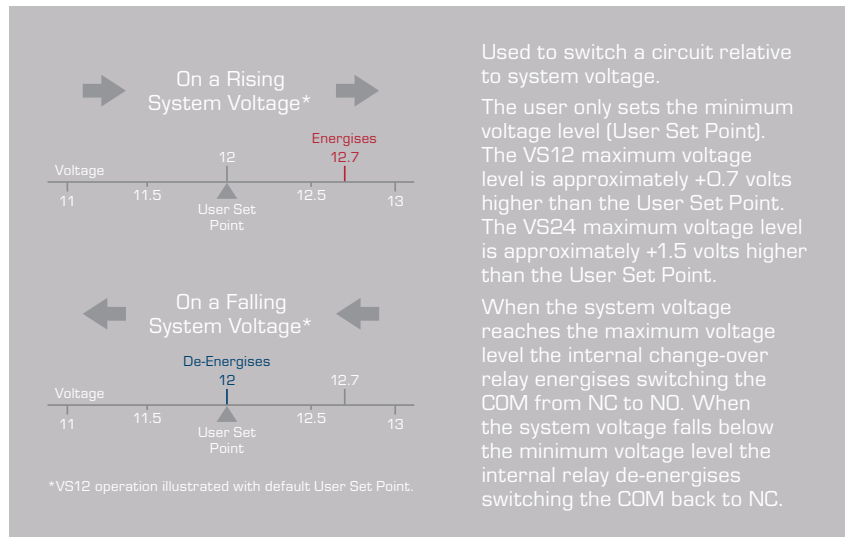 On a Rising
System Voltage*
Energises
12
12.7
Voltage
11
11.5
12.5
13
User Set
Point
On a Falling
System Voltage*
De-Energises
12
12.7
Voltage
11
11.5
12.5
13
User Set
Point
*VS12 operation illustrated with default User Set Point.
Used to switch a circuit relative
to system voltage.
The user only sets the minimum
voltage level (User Set Point).
The VS12 maximum voltage
level is approximately +0.7 volts
higher than the User Set Point.
The VS24 maximum voltage level
is approximately +1.5 volts higher
than the User Set Point.
When the system voltage
reaches the maximum voltage
level the internal change-over
relay energises switching the
COM from NC to NO. When
the system voltage falls below
the minimum voltage level the
internal relay de-energises
switching the COM back to NC.